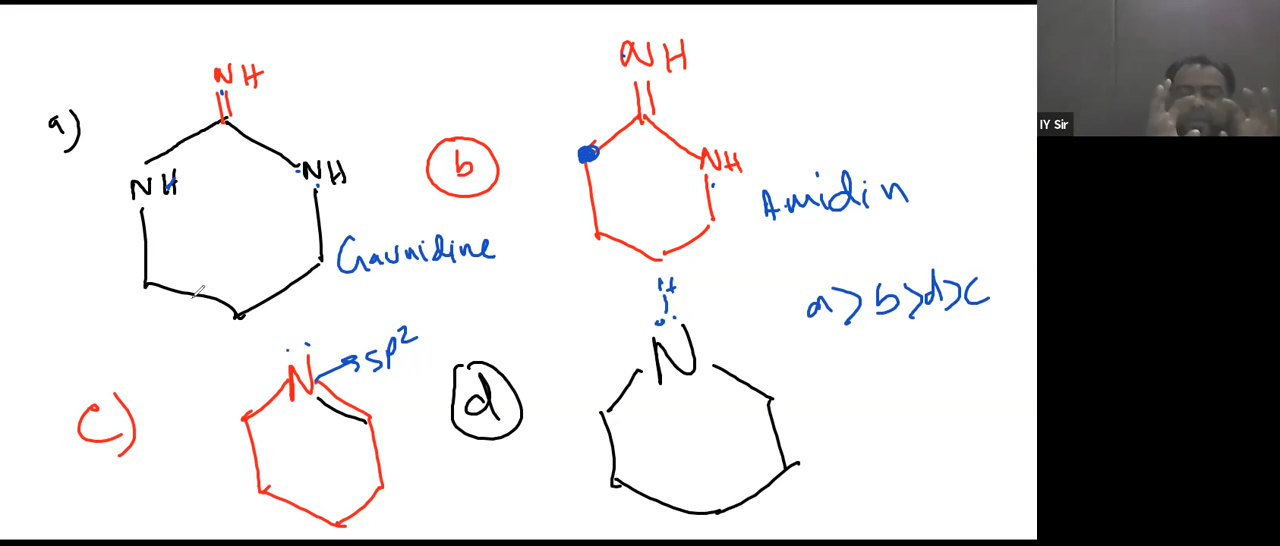 a)
NH
NH
NH
Gaunidine
b
NH
NH
Amidin
a > b > d > c
c)
N
SP²
d
H
N
IY Sir